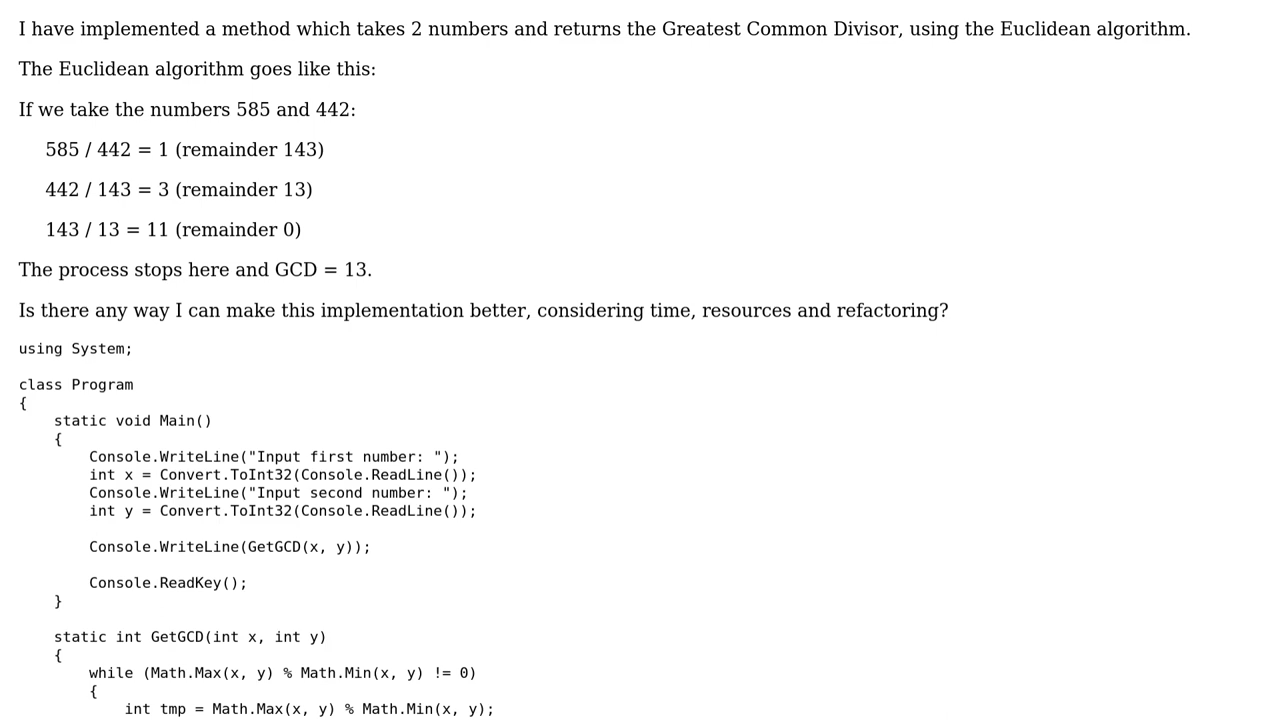 I have implemented a method which takes 2 numbers and returns the Greatest Common Divisor, using the Euclidean algorithm.
The Euclidean algorithm goes like this:
If we take the numbers 585 and 442:
585 / 442 = 1 (remainder 143)
442 / 143 = 3 (remainder 13)
143 / 13 = 11 (remainder 0)
The process stops here and GCD = 13.
Is there any way I can make this implementation better, considering time, resources and refactoring?
using System;
class Program
{
    static void Main()
    {
        Console.WriteLine("Input first number: ");
        int x = Convert.ToInt32(Console.ReadLine());
        Console.WriteLine("Input second number: ");
        int y = Convert.ToInt32(Console.ReadLine());
        Console.WriteLine(GetGCD(x, y));
        Console.ReadKey();
    }
    static int GetGCD(int x, int y)
    {
        while (Math.Max(x, y) % Math.Min(x, y) != 0)
        {
            int tmp = Math.Max(x, y) % Math.Min(x, y);